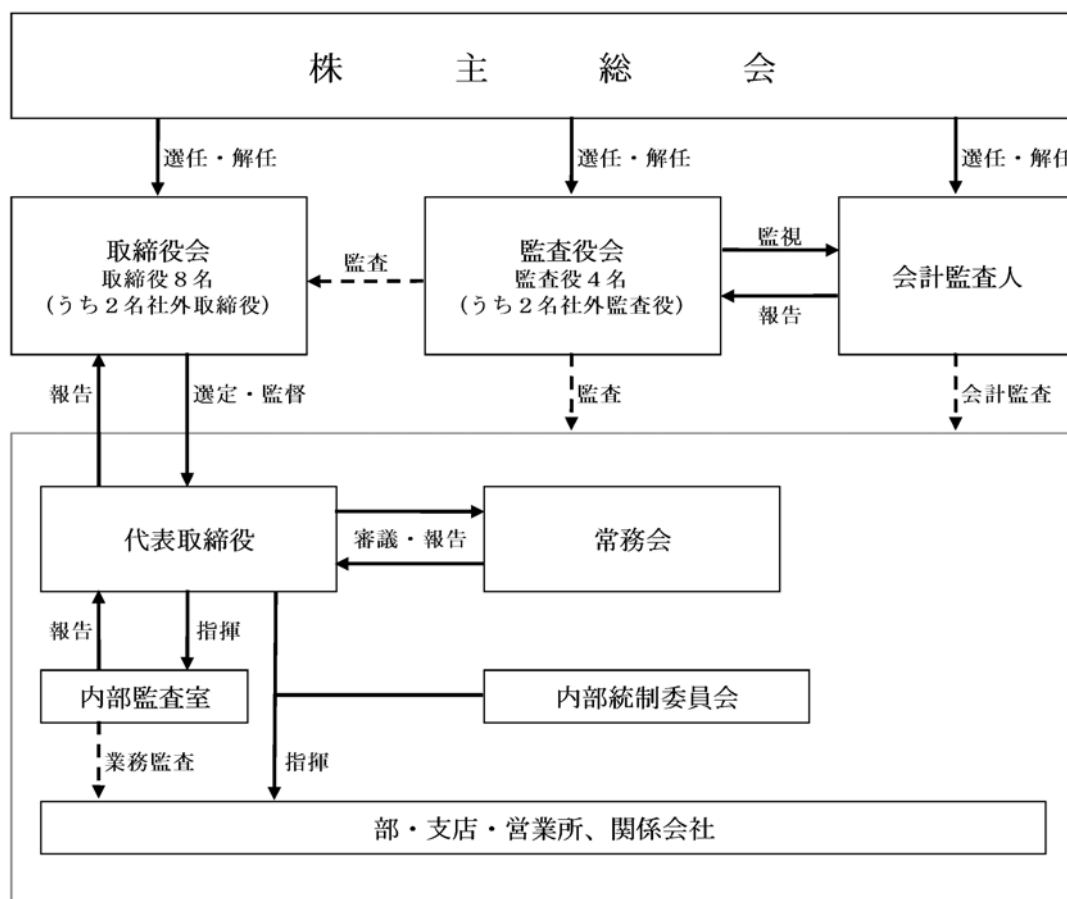 株主総会
選任・解任
選任・解任
選任・解任
取締役会
取締役８名
(うち２名社外取締役)
監査
監査役会
監査役４名
(うち２名社外監査役)
監視
報告
会計監査人
報告
選定・監督
監査
会計監査
代表取締役
審議・報告
常務会
報告
指揮
内部監査室
内部統制委員会
業務監査
指揮
部・支店・営業所、関係会社